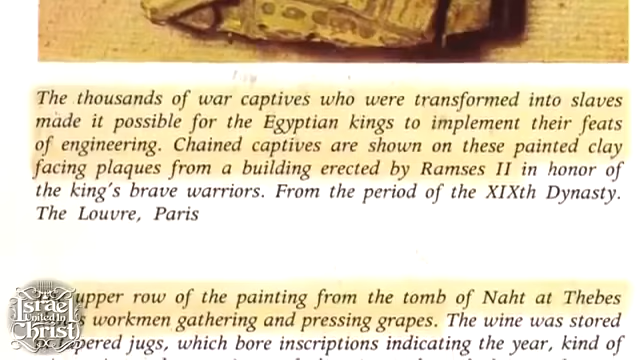 The thousands of war captives who were transformed into slaves
made it possible for the Egyptian kings to implement their feats
of engineering. Chained captives are shown on these painted clay
facing plaques from a building erected by Ramses II in honor of
the king's brave warriors. From the period of the XIXth Dynasty.
The Louvre, Paris
upper row of the painting from the tomb of Naht at Thebes
workmen gathering and pressing grapes. The wine was stored
jugs, which bore inscriptions indicating the year, kind of
Israel
United In
Christ